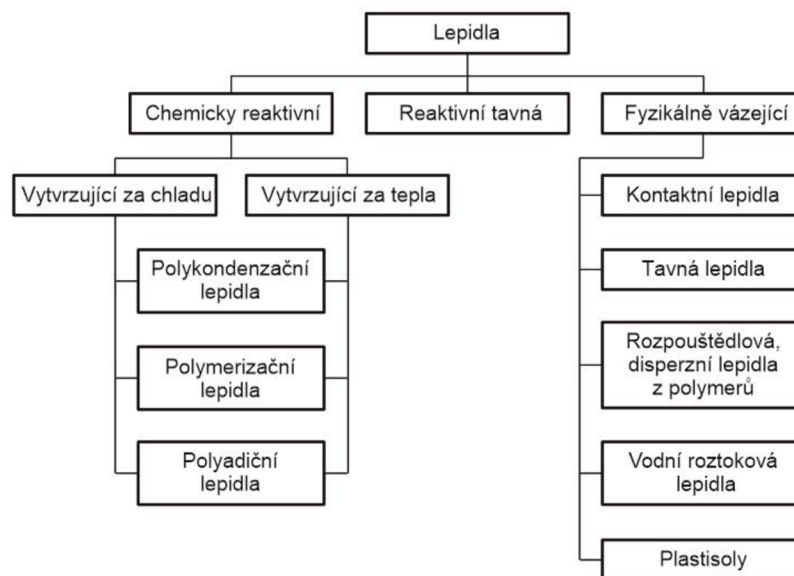 Lepidla
Chemicky reaktivní
Reaktivní tavná
Fyzikálně vázející
Vytvrzující za chladu
Vytvrzující za tepla
Polykondenzační
lepidla
Polymerizační
lepidla
Polyadiční
lepidla
Kontaktní lepidla
Tavná lepidla
Rozpouštědlová,
disperzní lepidla
z polymerů
Vodní roztoková
lepidla
Plastisoly